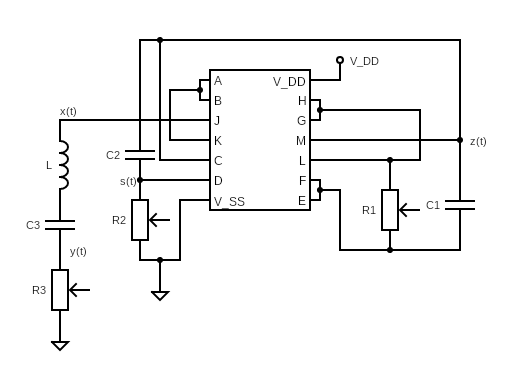 V_DD
A
V_DD
B
H
x(t)
J
G
K
M
z(t)
C2
C
L
L
s(t)
D
F
R2
V_SS
E
R1
C1
C3
y(t)
R3